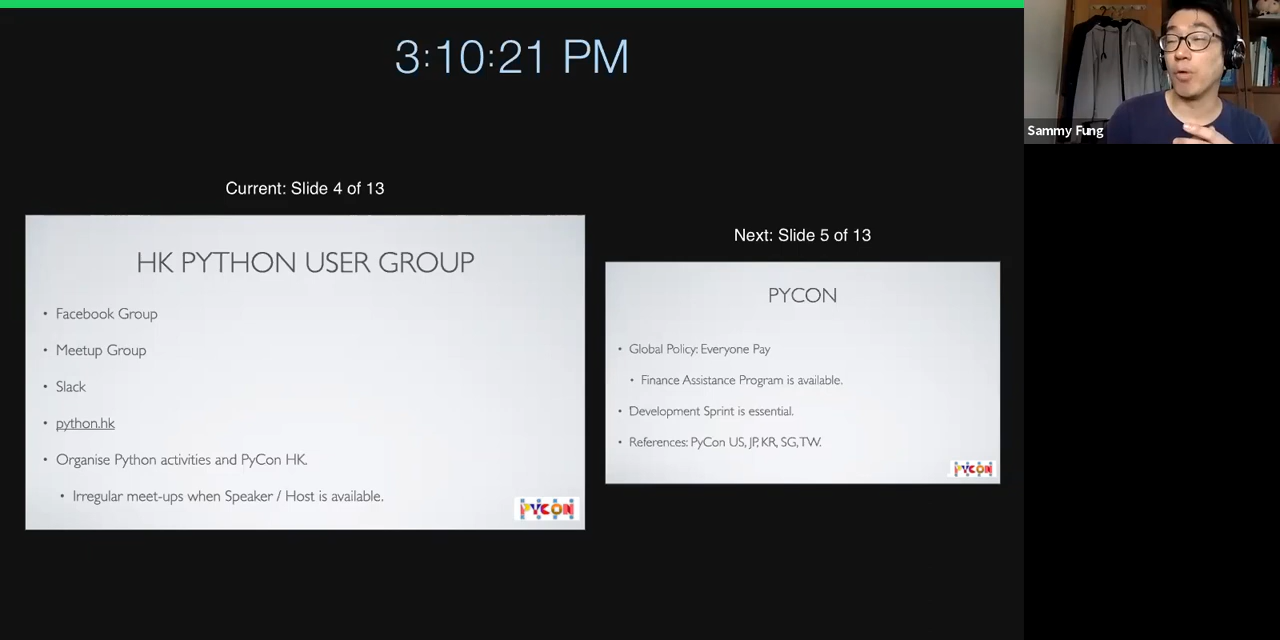 3:10:21 PM
Sammy Fung
Current: Slide 4 of 13
HK PYTHON USER GROUP
• Facebook Group
• Meetup Group
• Slack
• python.hk
• Organise Python activities and PyCon HK.
• Irregular meet-ups when Speaker / Host is available.
PYCON
Next: Slide 5 of 13
PYCON
• Global Policy: Everyone Pay
• Finance Assistance Program is available.
• Development Sprint is essential.
• References: PyCon US, JP, KR, SG, TW.
PYCON